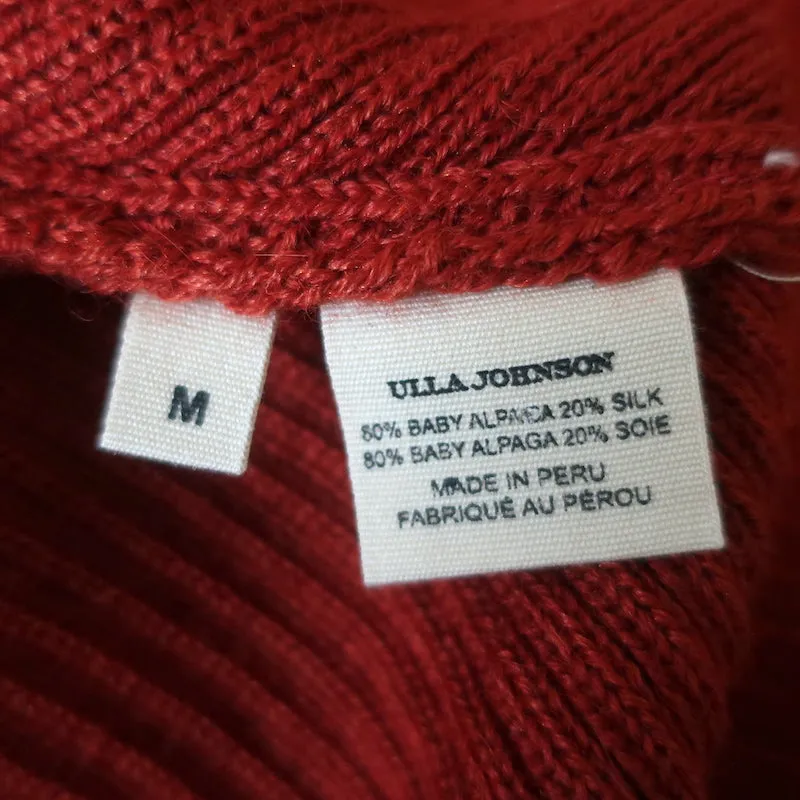 M
ULLA JOHNSON
80% BABY ALPACA 20% SILK
80% BABY ALPAGA 20% SOIE
MADE IN PERU
FABRIQUÉ AU PÉROU